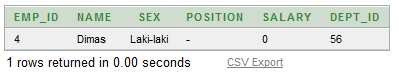 EMP_ID NAME SEX POSITION SALARY DEPT_ID
4 Dimas Laki-laki - 0 56
1 rows returned in 0.00 seconds CSV Export